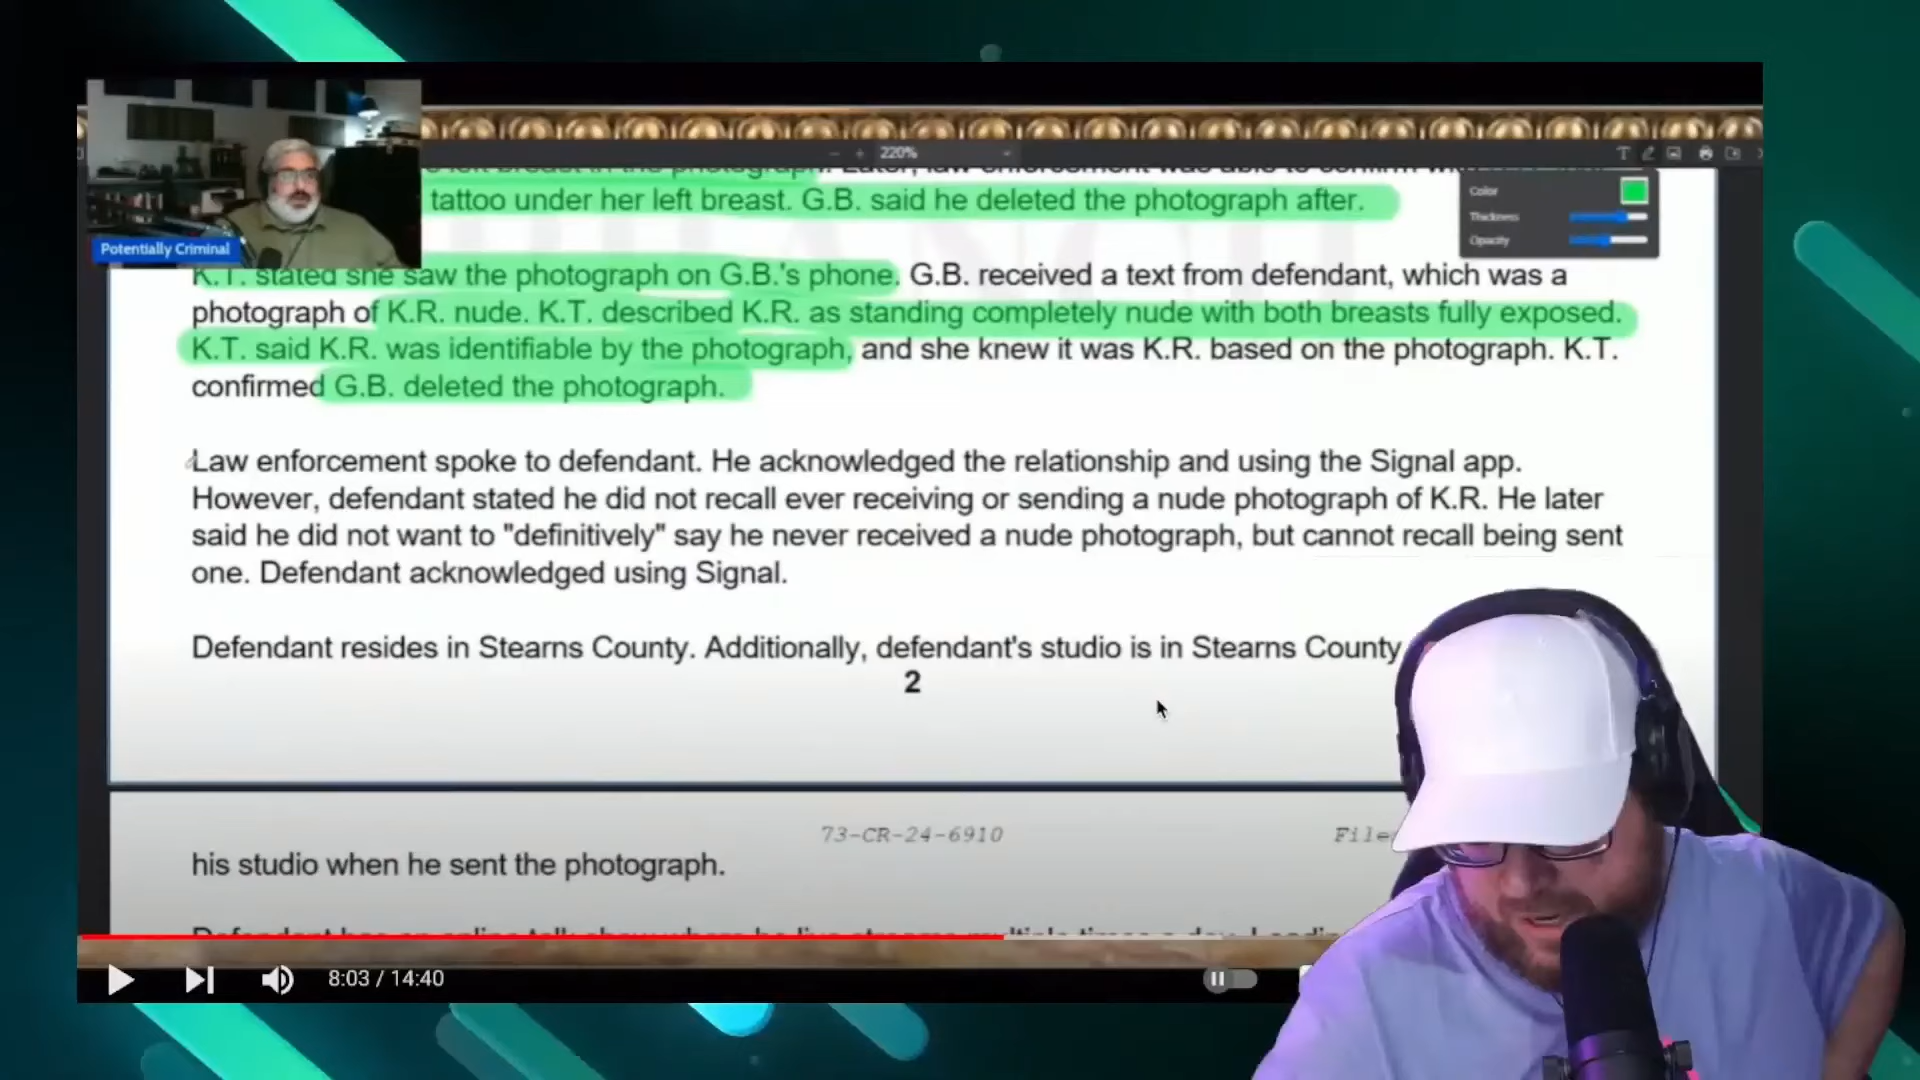 220%
Color
tattoo under her left breast. G.B. said he deleted the photograph after.
Thickness
Opacity
Potentially Criminal
K.T. stated she saw the photograph on G.B.'s phone. G.B. received a text from defendant, which was a
photograph of K.R. nude. K.T. described K.R. as standing completely nude with both breasts fully exposed.
K.T. said K.R. was identifiable by the photograph, and she knew it was K.R. based on the photograph. K.T.
confirmed G.B. deleted the photograph.
Law enforcement spoke to defendant. He acknowledged the relationship and using the Signal app.
However, defendant stated he did not recall ever receiving or sending a nude photograph of K.R. He later
said he did not want to "definitively" say he never received a nude photograph, but cannot recall being sent
one. Defendant acknowledged using Signal.
Defendant resides in Stearns County. Additionally, defendant's studio is in Stearns County
2
73-CR-24-6910
his studio when he sent the photograph.
8:03 / 14:40